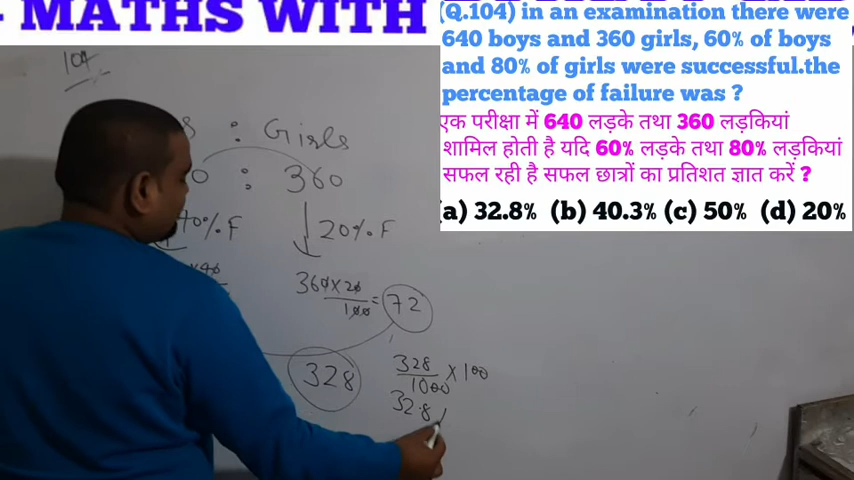 - MATHS WITH
(Q.104) in an examination there were
640 boys and 360 girls, 60% of boys
and 80% of girls were successful.the
percentage of failure was ?
एक परीक्षा में 640 लड़के तथा 360 लड़कियां
शामिल होती है यदि 60% लड़के तथा 80% लड़कियां
सफल रही है सफल छात्रों का प्रतिशत ज्ञात करें ?
(a) 32.8% (b) 40.3% (c) 50% (d) 20%
104
s : Girls
0 : 360
40%.F 20%.F
360×20/100 = 72
328
328/1000 × 100
32.8